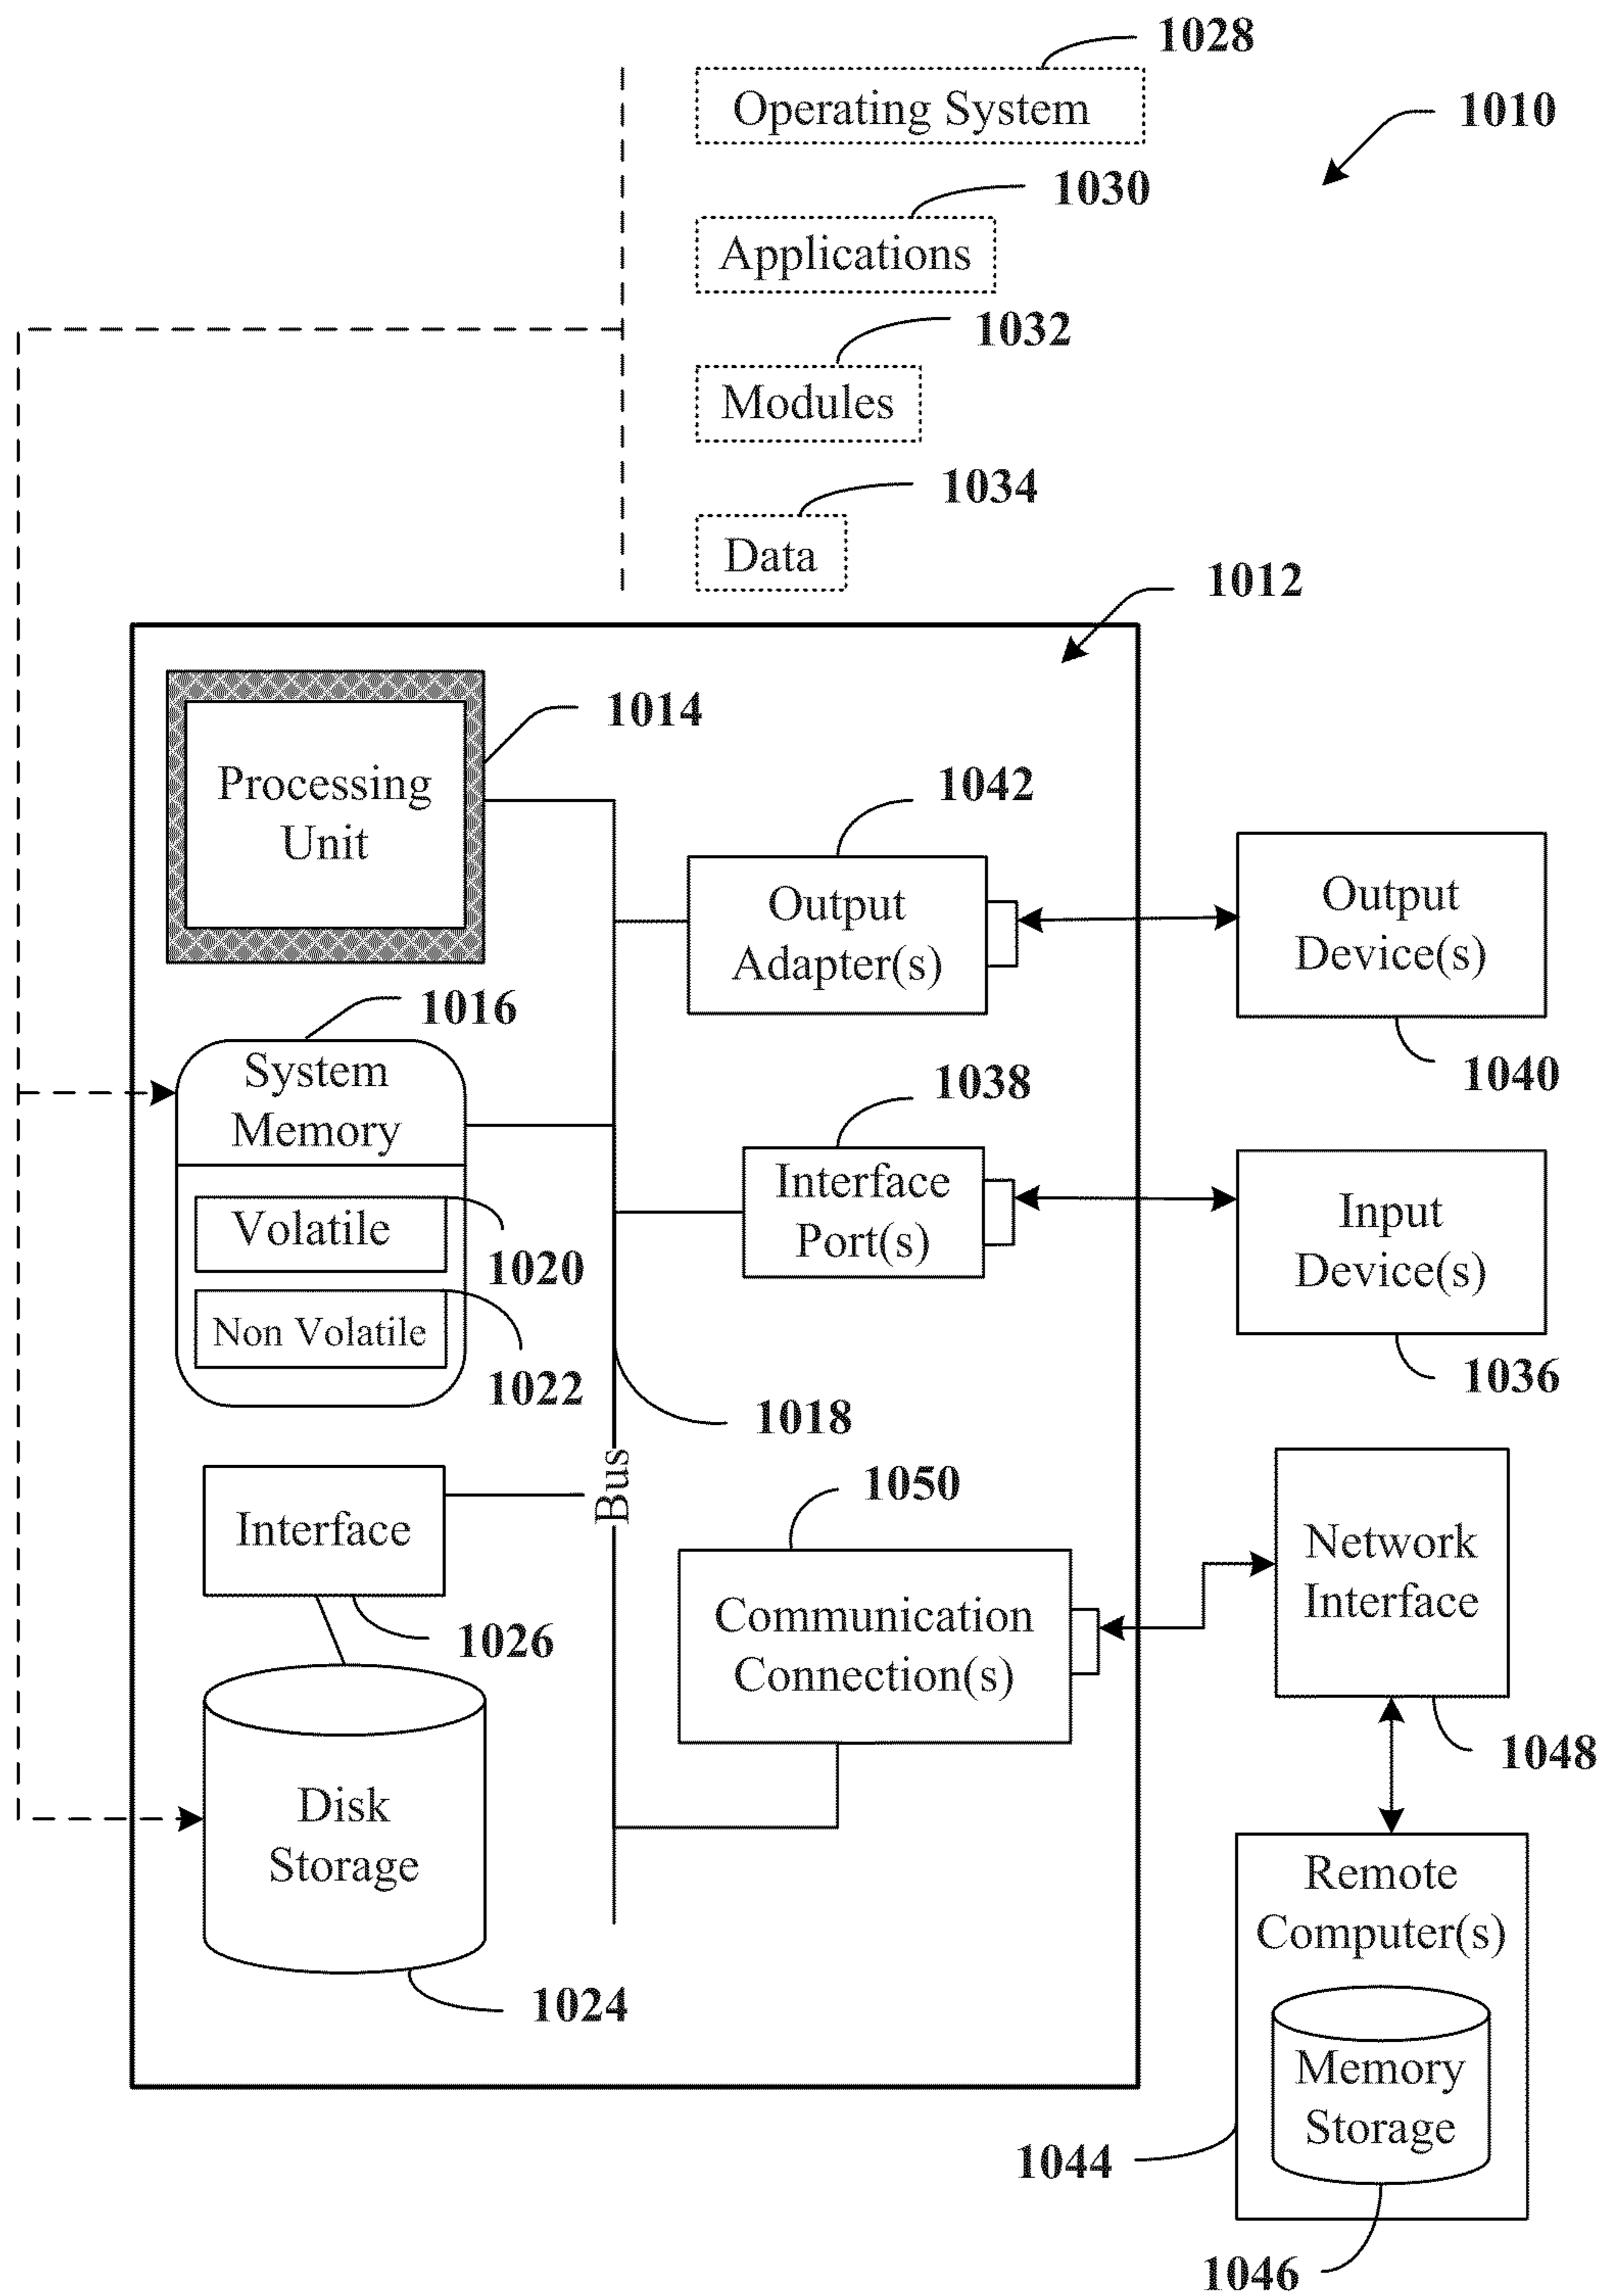 1028
Operating System
1010
1030
Applications
1032
Modules
1034
Data
1012
1014
Processing
Unit
1042
Output
Adapter(s)
Output
Device(s)
1040
1016
System
Memory
1038
Interface
Port(s)
Input
Device(s)
1036
Volatile
1020
Non Volatile
1022
1018
Bus
1050
Interface
1026
Communication
Connection(s)
Network
Interface
1048
Disk
Storage
1024
Remote
Computer(s)
Memory
Storage
1044
1046